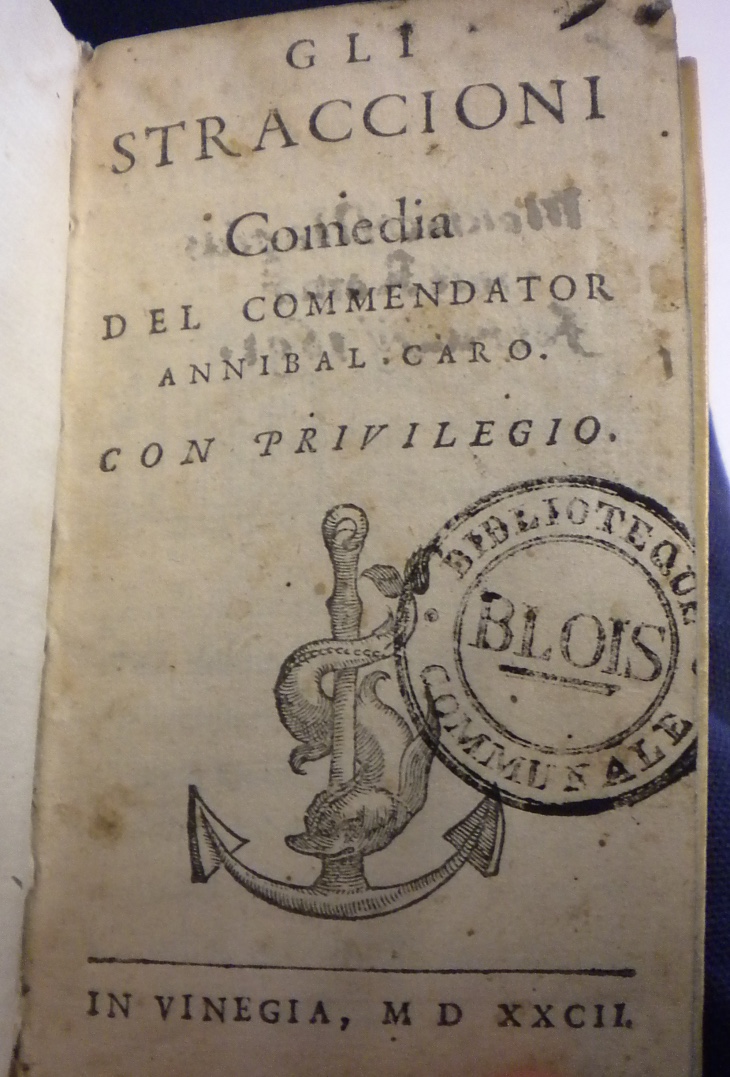 GLI
STRACCIONI
Comedia
DEL COMMENDATOR
ANNIBAL CARO.
CON PRIVILEGIO.
BIBLIOTEQUE
BLOIS
COMMUNALE
IN VINEGIA, M D XXCII.